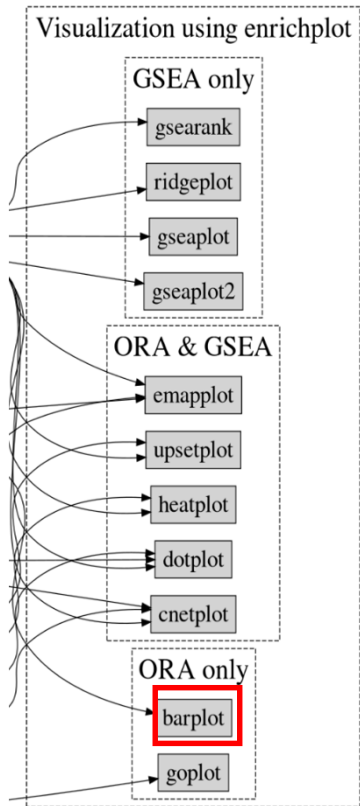 Visualization using enrichplot
GSEA only
gsearank
ridgeplot
gseaplot
gseaplot2
ORA & GSEA
emapplot
upsetplot
heatplot
dotplot
cnetplot
ORA only
barplot
goplot